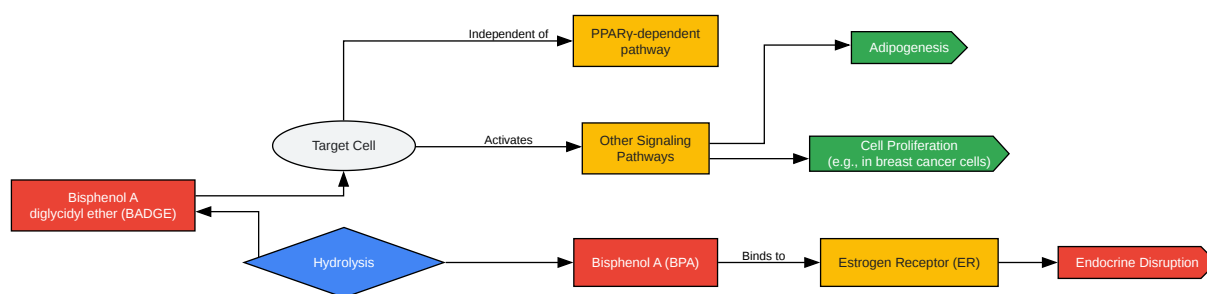 Independent of
PPARγ-dependent
pathway
Adipogenesis
Target Cell
Activates
Other Signaling
Pathways
Cell Proliferation
(e.g., in breast cancer cells)
Bisphenol A
diglycidyl ether (BADGE)
Hydrolysis
Bisphenol A (BPA)
Binds to
Estrogen Receptor (ER)
Endocrine Disruption